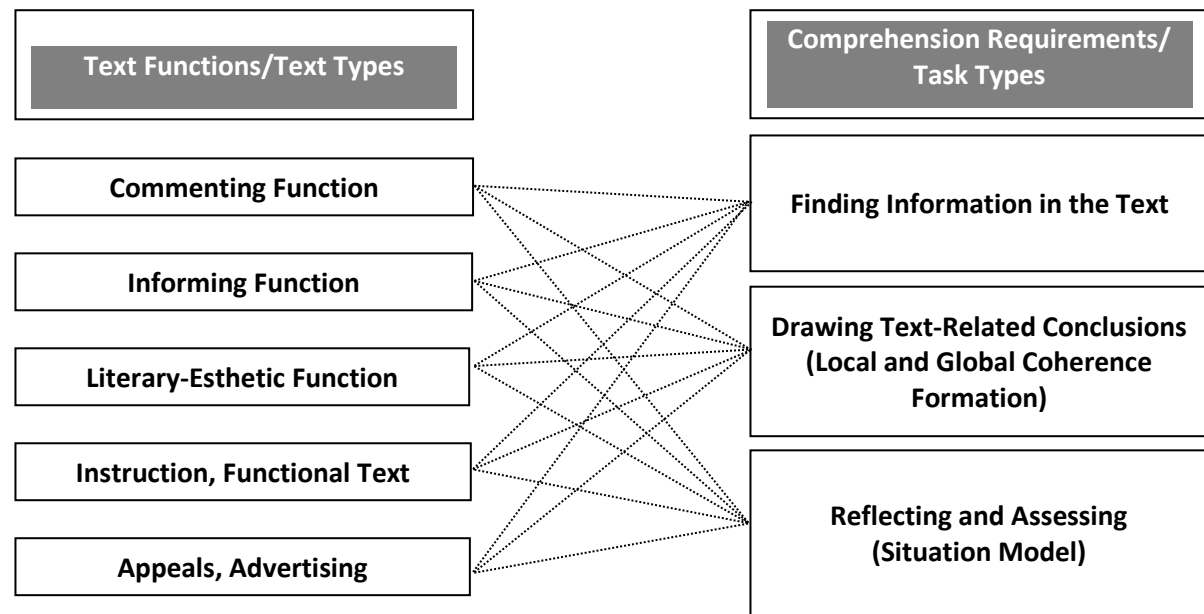 Text Functions/Text Types
Comprehension Requirements/
Task Types
Commenting Function
Informing Function
Literary-Esthetic Function
Instruction, Functional Text
Appeals, Advertising
Finding Information in the Text
Drawing Text-Related Conclusions
(Local and Global Coherence
Formation)
Reflecting and Assessing
(Situation Model)